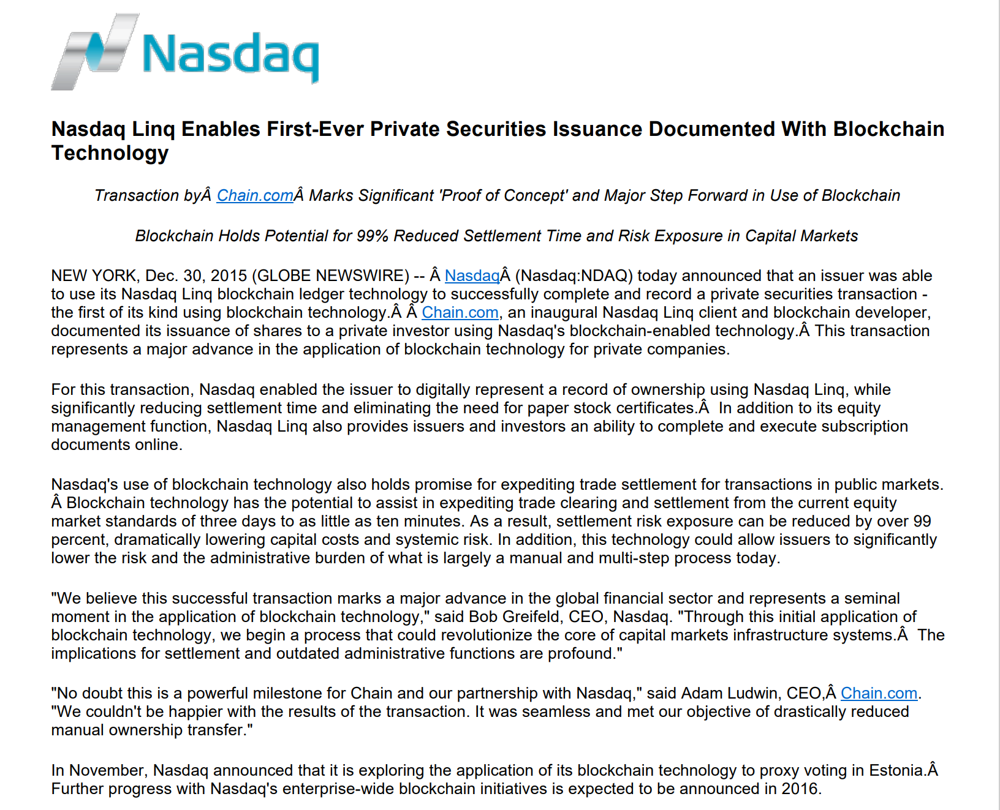 Nasdaq
Nasdaq Linq Enables First-Ever Private Securities Issuance Documented With Blockchain
Technology
Transaction byÂ Chain.comÂ Marks Significant 'Proof of Concept' and Major Step Forward in Use of Blockchain
Blockchain Holds Potential for 99% Reduced Settlement Time and Risk Exposure in Capital Markets
NEW YORK, Dec. 30, 2015 (GLOBE NEWSWIRE) -- Â NasdaqÂ (Nasdaq:NDAQ) today announced that an issuer was able
to use its Nasdaq Linq blockchain ledger technology to successfully complete and record a private securities transaction -
the first of its kind using blockchain technology.Â Â Chain.com, an inaugural Nasdaq Linq client and blockchain developer,
documented its issuance of shares to a private investor using Nasdaq's blockchain-enabled technology.Â This transaction
represents a major advance in the application of blockchain technology for private companies.
For this transaction, Nasdaq enabled the issuer to digitally represent a record of ownership using Nasdaq Linq, while
significantly reducing settlement time and eliminating the need for paper stock certificates.Â  In addition to its equity
management function, Nasdaq Linq also provides issuers and investors an ability to complete and execute subscription
documents online.
Nasdaq's use of blockchain technology also holds promise for expediting trade settlement for transactions in public markets.
Â Blockchain technology has the potential to assist in expediting trade clearing and settlement from the current equity
market standards of three days to as little as ten minutes. As a result, settlement risk exposure can be reduced by over 99
percent, dramatically lowering capital costs and systemic risk. In addition, this technology could allow issuers to significantly
lower the risk and the administrative burden of what is largely a manual and multi-step process today.
"We believe this successful transaction marks a major advance in the global financial sector and represents a seminal
moment in the application of blockchain technology," said Bob Greifeld, CEO, Nasdaq. "Through this initial application of
blockchain technology, we begin a process that could revolutionize the core of capital markets infrastructure systems.Â  The
implications for settlement and outdated administrative functions are profound."
"No doubt this is a powerful milestone for Chain and our partnership with Nasdaq," said Adam Ludwin, CEO,Â Chain.com.
"We couldn't be happier with the results of the transaction. It was seamless and met our objective of drastically reduced
manual ownership transfer."
In November, Nasdaq announced that it is exploring the application of its blockchain technology to proxy voting in Estonia.Â
Further progress with Nasdaq's enterprise-wide blockchain initiatives is expected to be announced in 2016.